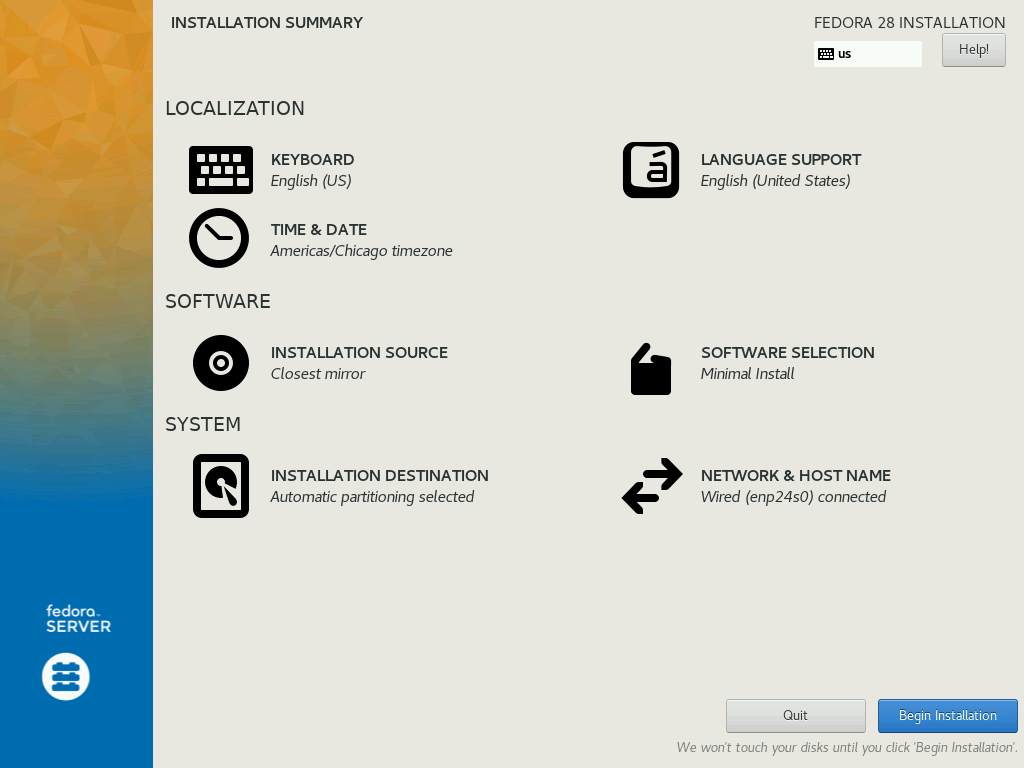 INSTALLATION SUMMARY
FEDORA 28 INSTALLATION
us
Help!
LOCALIZATION
KEYBOARD
English (US)
LANGUAGE SUPPORT
English (United States)
TIME & DATE
Americas/Chicago timezone
SOFTWARE
INSTALLATION SOURCE
Closest mirror
SOFTWARE SELECTION
Minimal Install
SYSTEM
INSTALLATION DESTINATION
Automatic partitioning selected
NETWORK & HOST NAME
Wired (enp24s0) connected
fedora™
SERVER
Quit
Begin Installation
We won't touch your disks until you click 'Begin Installation'.